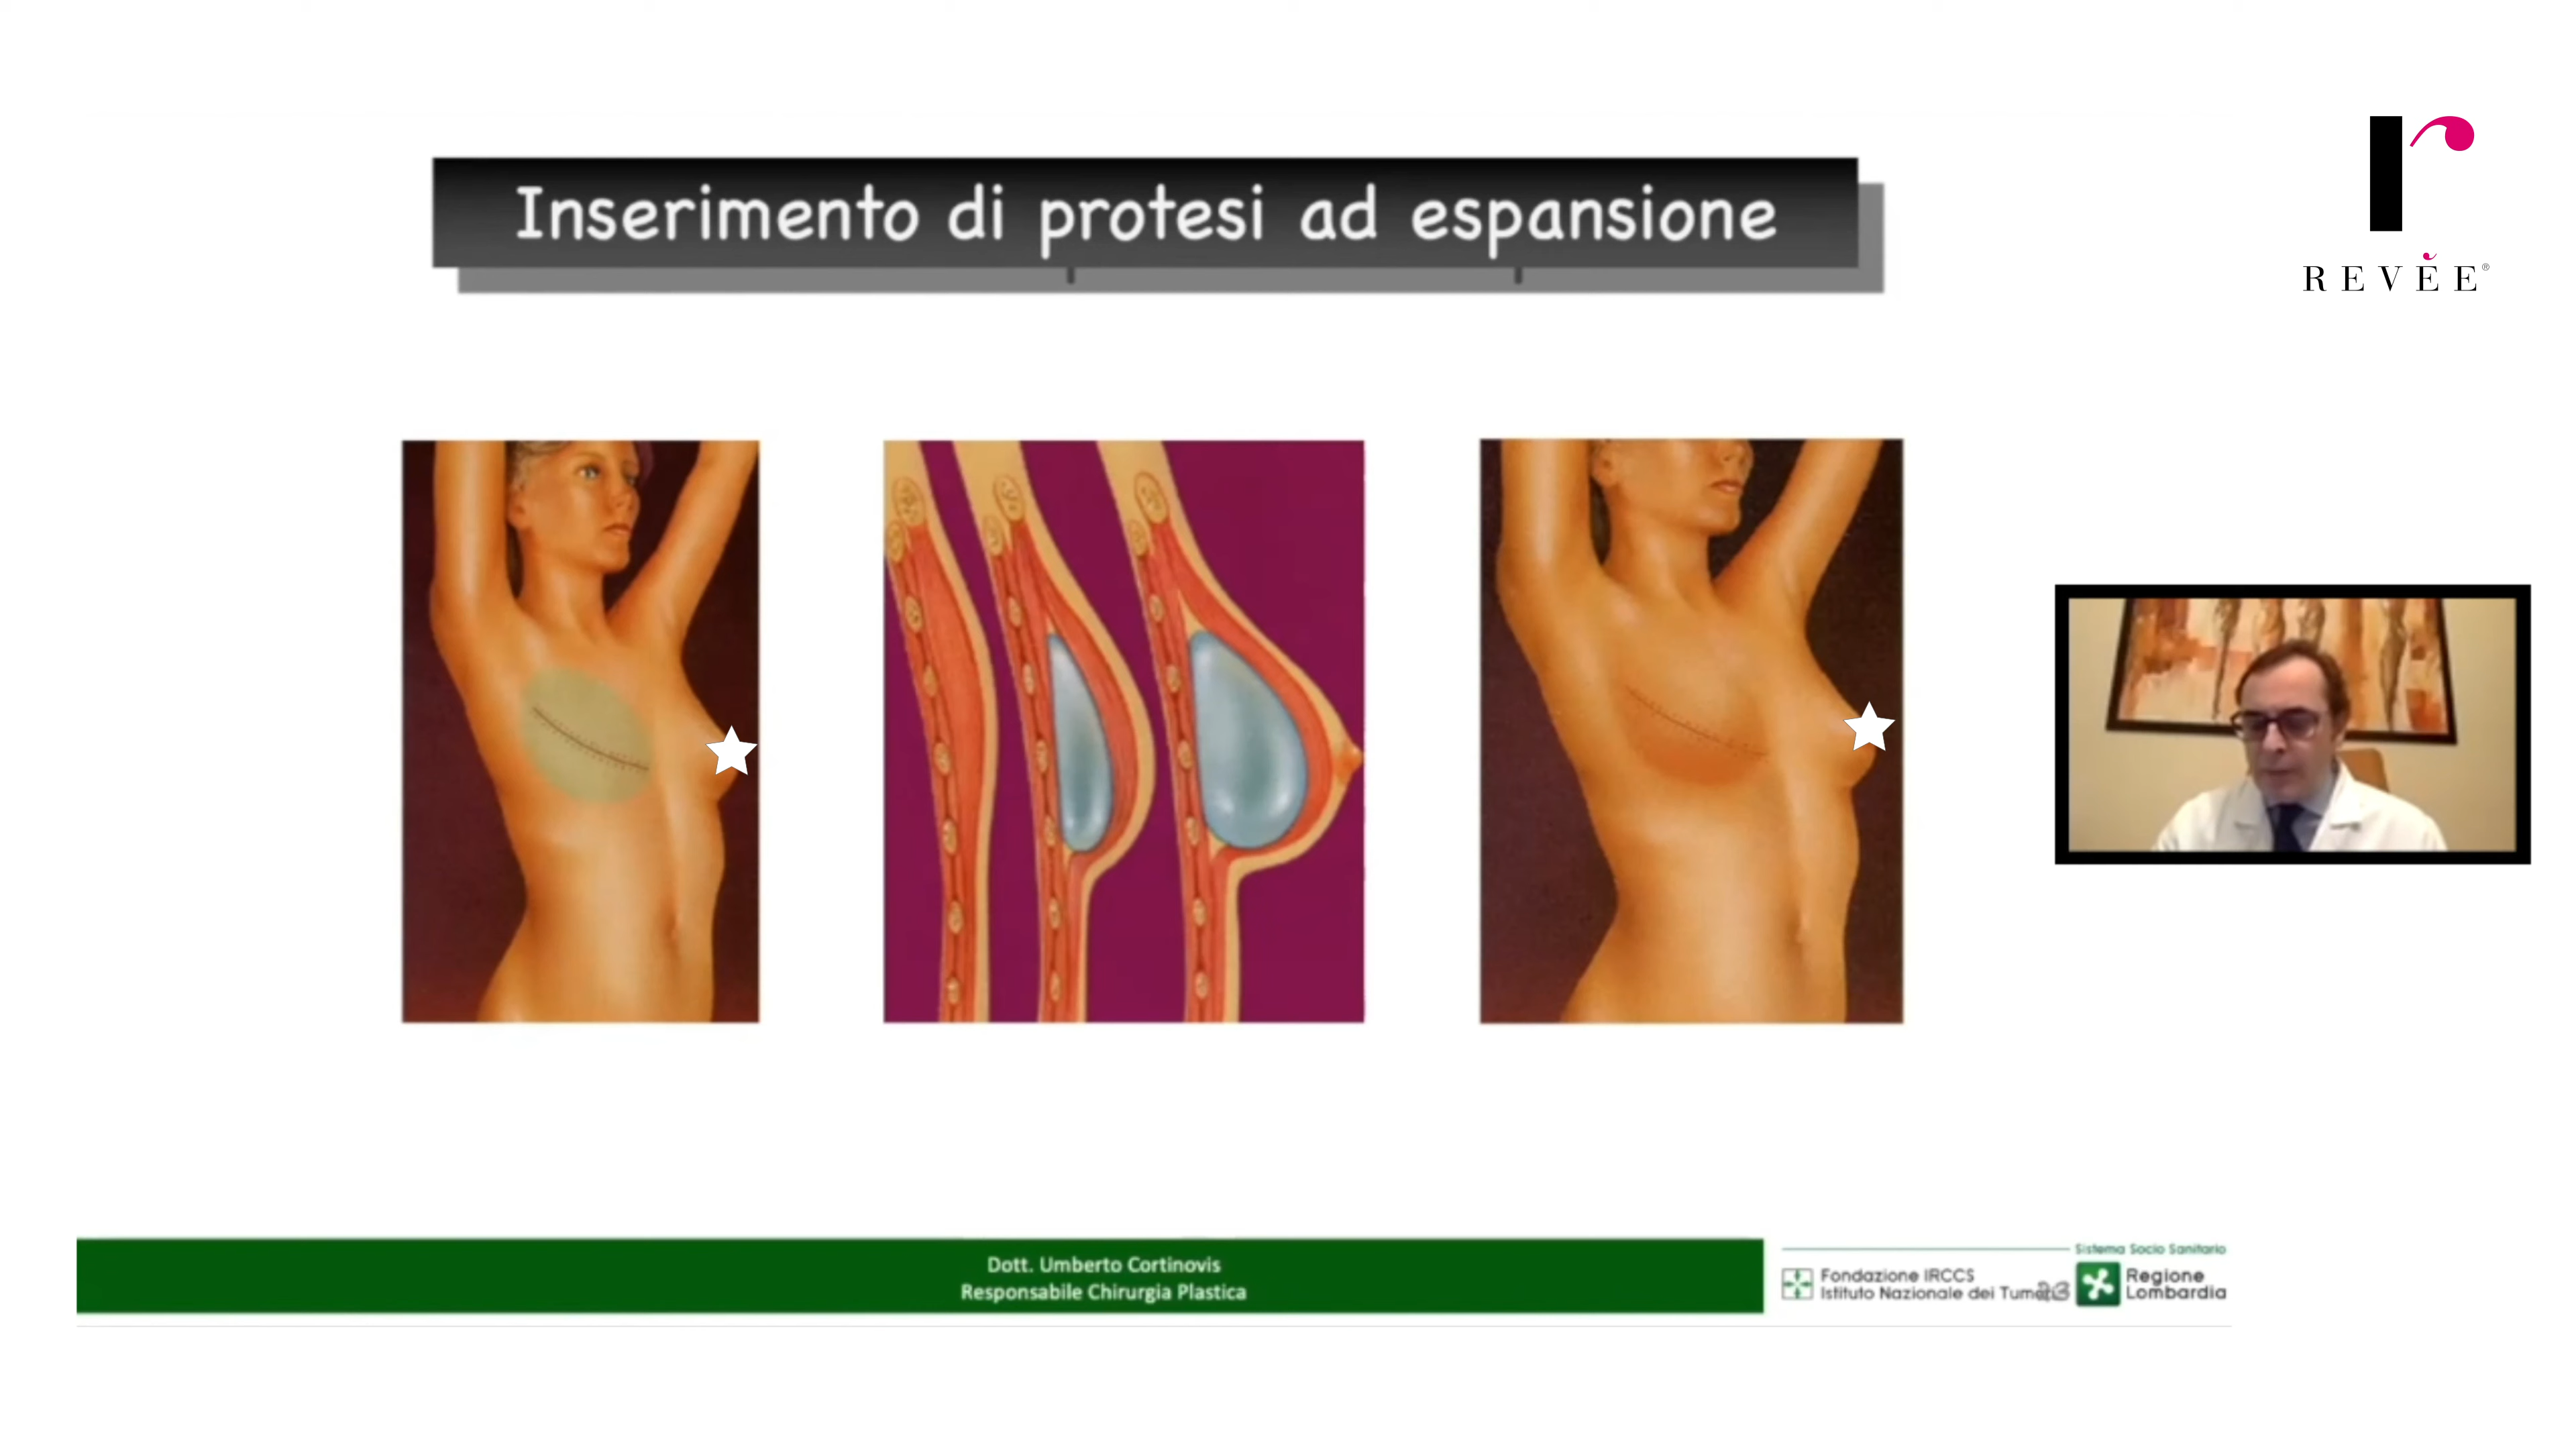 Inserimento di protesi ad espansione
REVĔE®
Dott. Umberto Cortinovis
Responsabile Chirurgia Plastica
Sistema Socio Sanitario
Fondazione IRCCS
Istituto Nazionale dei Tumori
Regione
Lombardia